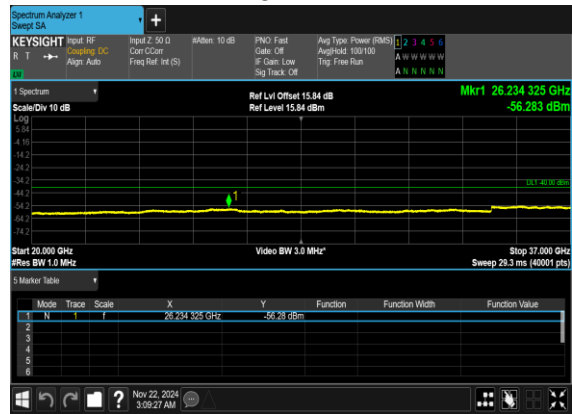 Spectrum Analyzer 1
Swept SA
+
KEYSIGHT Input: RF Input Z: 50 Ω #Atten: 10 dB PNO: Fast Avg Type: Power (RMS) 1 2 3 4 5 6
R T Coupling: DC Corr CCorr Gate: Off Avg|Hold: 100/100 A W W W W W
Align: Auto Freq Ref: Int (S) IF Gain: Low Trig: Free Run
LW Sig Track: Off A N N N N N
1 Spectrum Ref Lvl Offset 15.84 dB Mkr1 26.234 325 GHz
Scale/Div 10 dB Ref Level 15.84 dBm -56.283 dBm
Log
5.84
-4.16
-14.2
-24.2
-34.2
DL1 -40.00 dBm
-44.2
1
-54.2
-64.2
-74.2
Start 20.000 GHz Video BW 3.0 MHz* Stop 37.000 GHz
#Res BW 1.0 MHz Sweep 29.3 ms (40001 pts)
5 Marker Table
Mode Trace Scale X Y Function Function Width Function Value
1 N 1 f 26.234 325 GHz -56.28 dBm
2
3
4
5
6
? Nov 22, 2024
3:09:27 AM